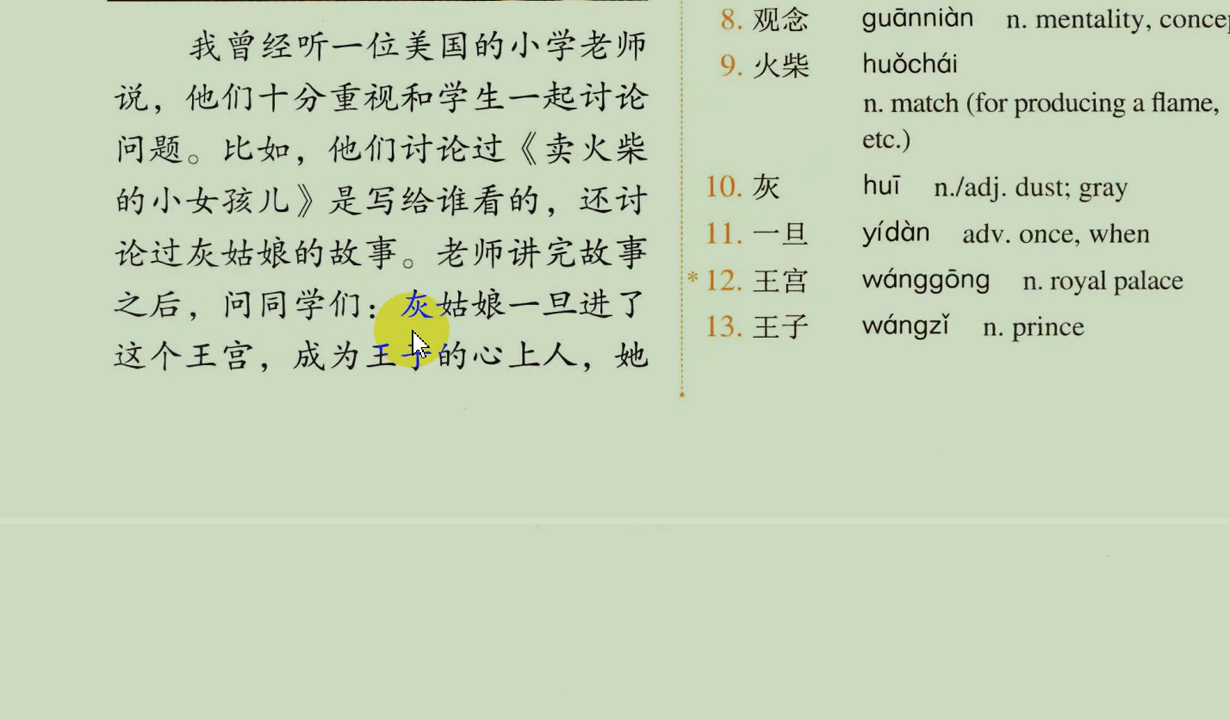 我曾经听一位美国的小学老师
说，他们十分重视和学生一起讨论
问题。比如，他们讨论过《卖火柴
的小女孩儿》是写给谁看的，还讨
论过灰姑娘的故事。老师讲完故事
之后，问同学们：灰姑娘一旦进了
这个王宫，成为王子的心上人，她
8. 观念 guānniàn n. mentality,
9. 火柴 huǒchái
n. match (for producing a flame,
etc.)
10. 灰 huī n./adj. dust; gray
11. 一旦 yídàn adv. once, when
*12. 王宫 wánggōng n. royal palace
13. 王子 wángzǐ n. prince